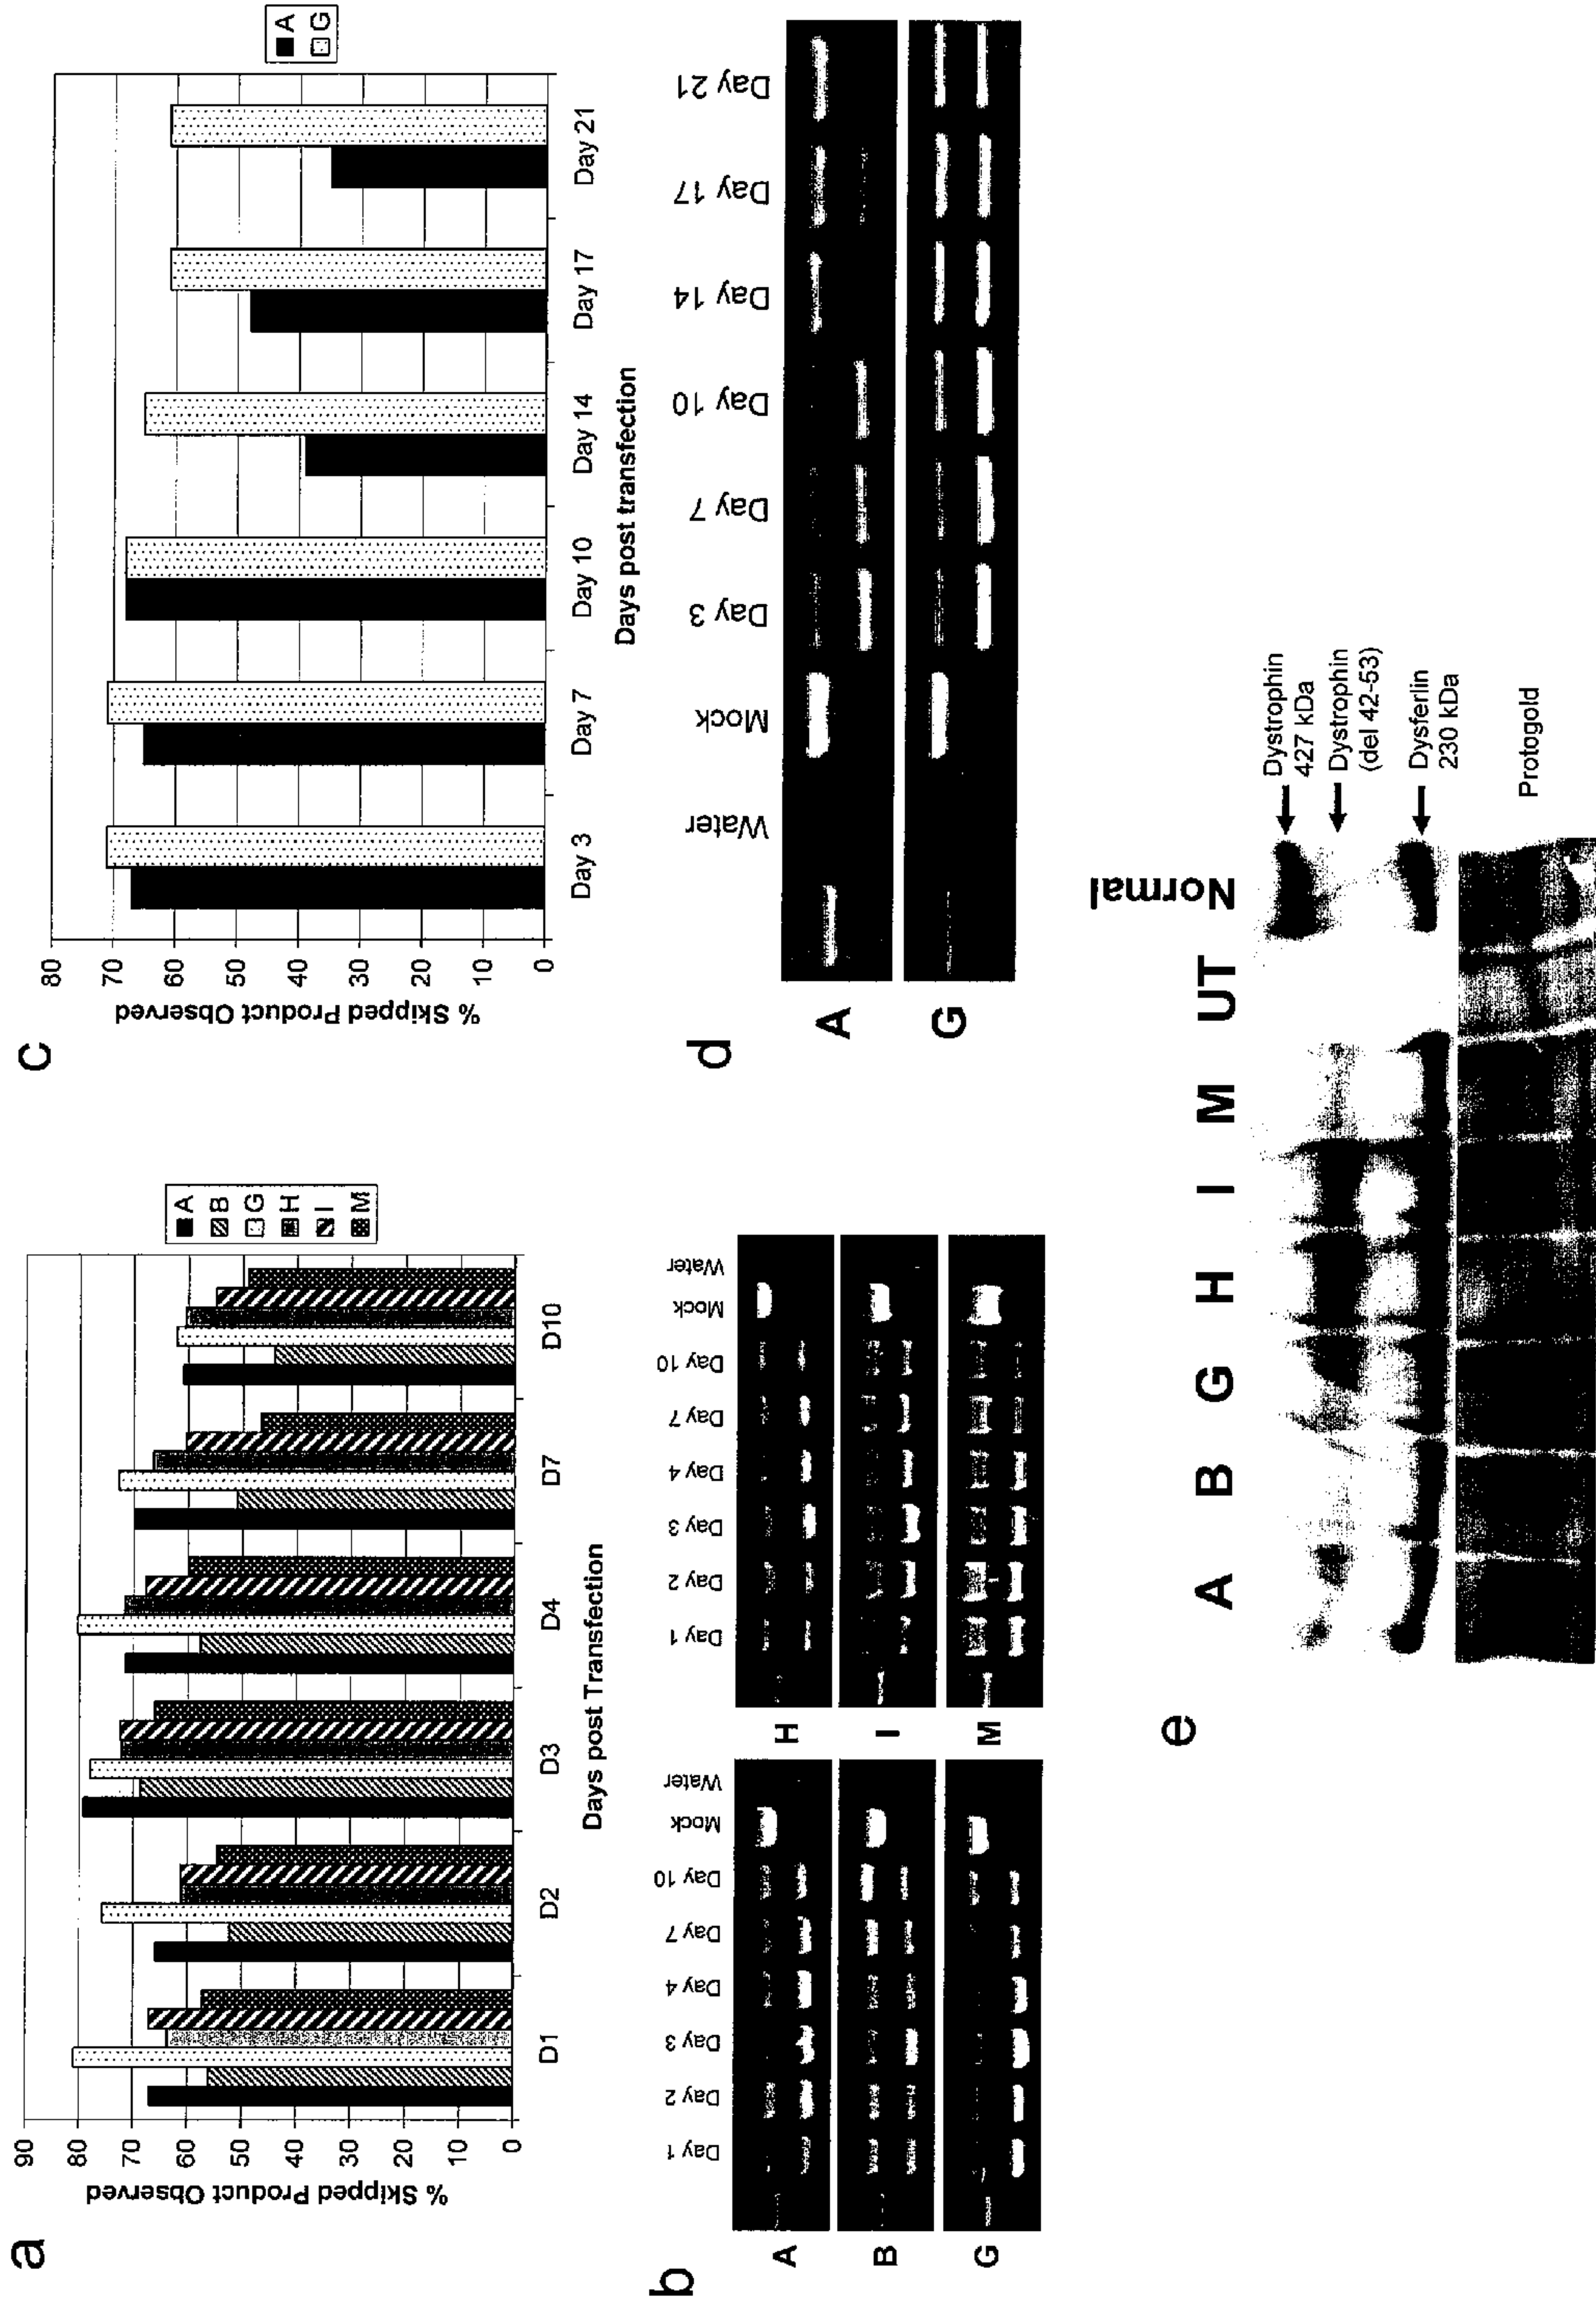 a
% Skipped Product Observed
90
80
70
60
50
40
30
20
10
0
D1 D2 D3 D4 D7 D10
Days post Transfection
A
B
G
H
I
M
b
Day 1 Day 2 Day 3 Day 4 Day 7 Day 10 Mock Water
A
B
G
Day 1 Day 2 Day 3 Day 4 Day 7 Day 10 Mock Water
H
I
M
c
% Skipped Product Observed
80
70
60
50
40
30
20
10
0
Day 3 Day 7 Day 10 Day 14 Day 17 Day 21
Days post transfection
A
G
d
Water Mock Day 3 Day 7 Day 10 Day 14 Day 17 Day 21
A
G
e
A B G H I M UT Normal
Dystrophin
427 kDa
Dystrophin
(del 42-53)
Dysferlin
230 kDa
Protogold